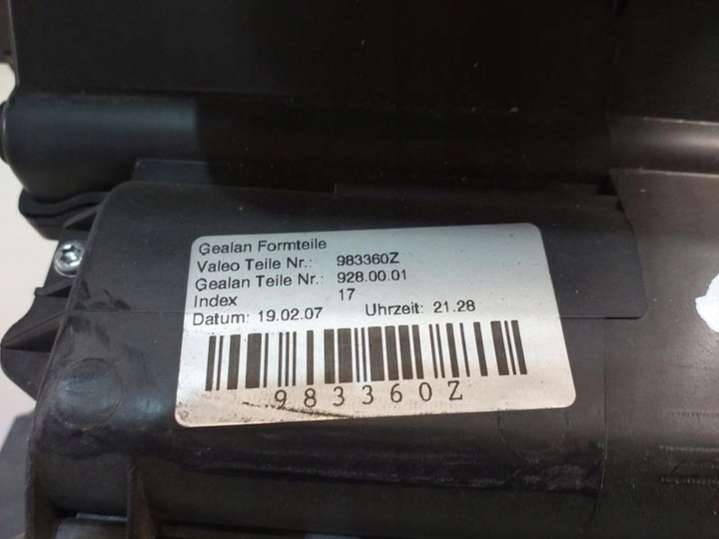 Gealan Formteile
Valeo Teile Nr.: 983360Z
Gealan Teile Nr.: 928.00.01
Index 17
Datum: 19.02.07 Uhrzeit: 21.28
983360Z